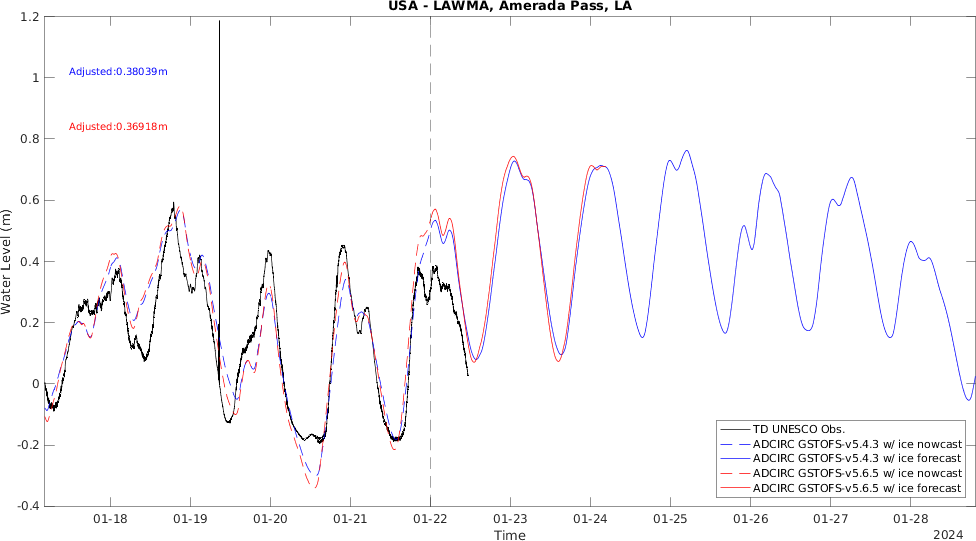 USA - LAWMA, Amerada Pass, LA
1.2
1
0.8
0.6
0.4
0.2
0
-0.2
-0.4
Water Level (m)
Adjusted:0.38039m
Adjusted:0.36918m
TD UNESCO Obs.
ADCIRC GSTOFS-v5.4.3 w/ ice nowcast
ADCIRC GSTOFS-v5.4.3 w/ ice forecast
ADCIRC GSTOFS-v5.6.5 w/ ice nowcast
ADCIRC GSTOFS-v5.6.5 w/ ice forecast
01-18 01-19 01-20 01-21 01-22 01-23 01-24 01-25 01-26 01-27 01-28
Time
2024